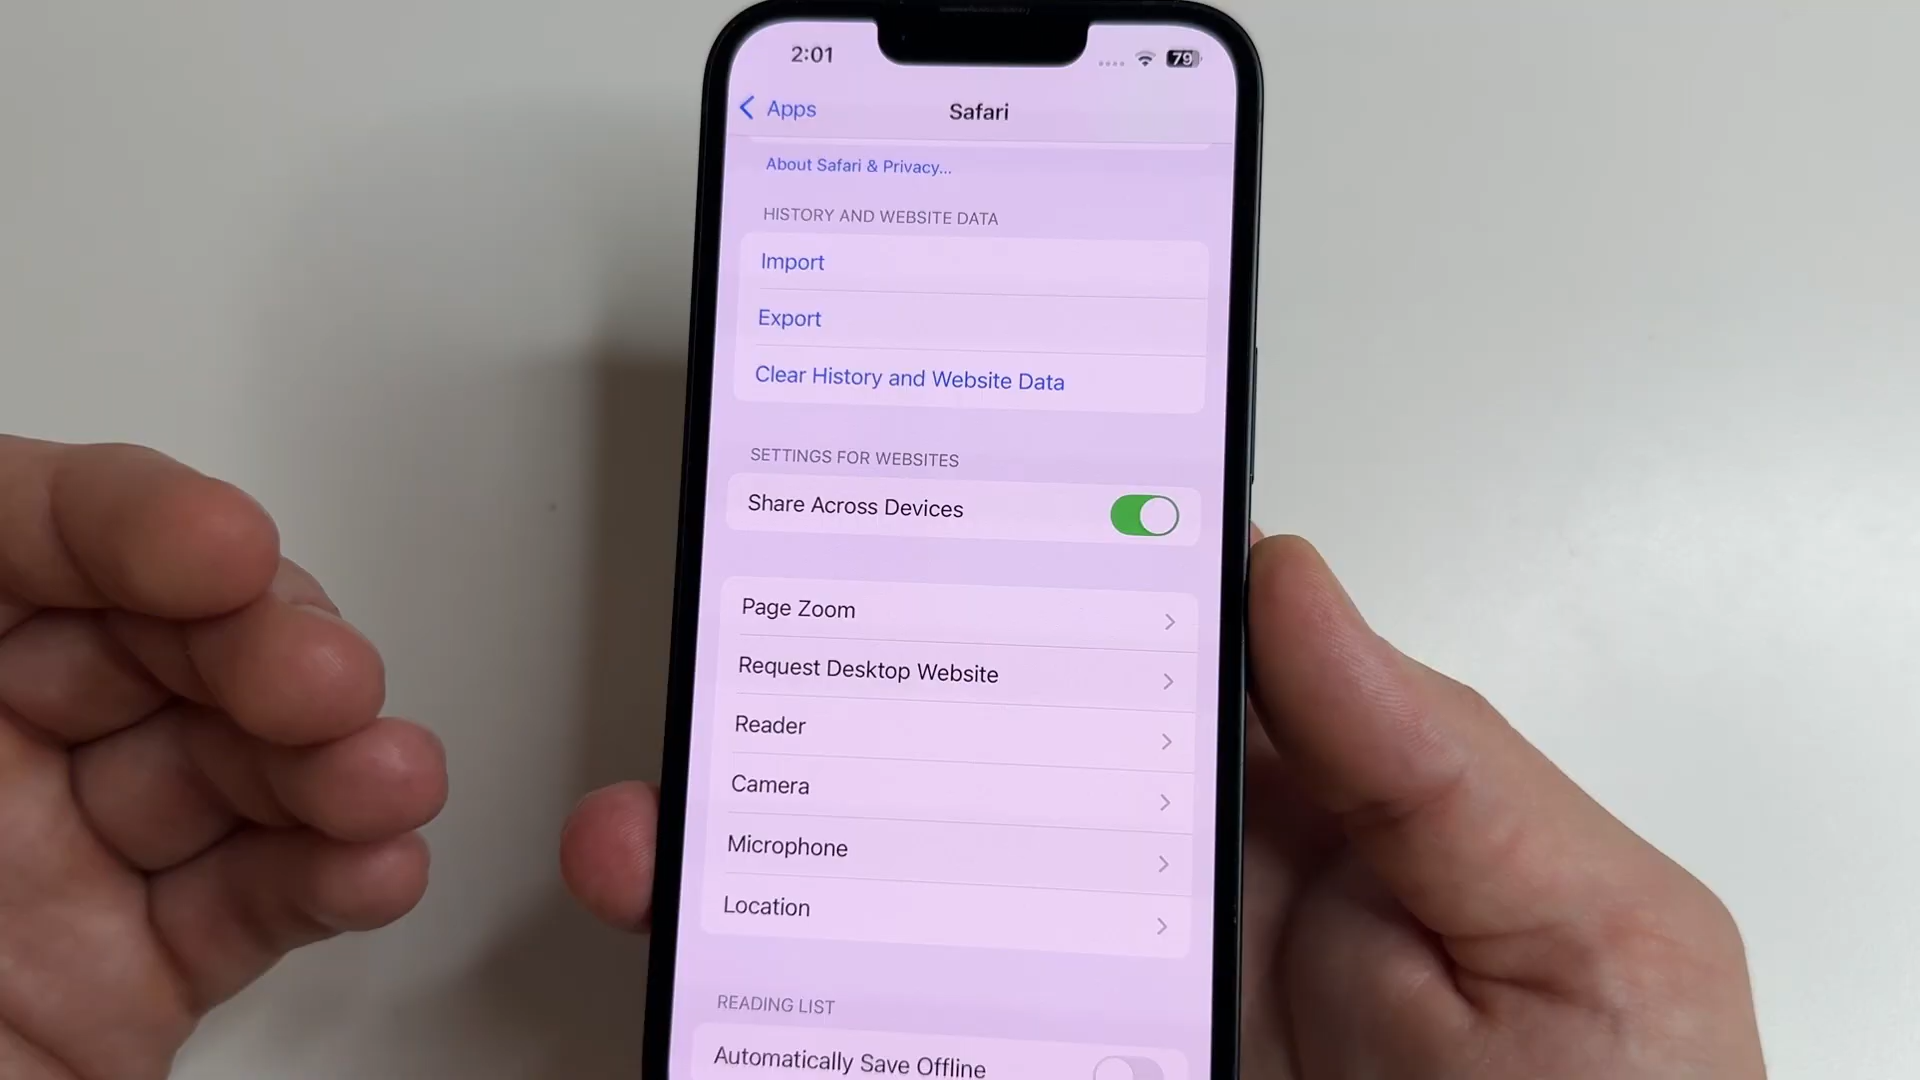 2:01
79
Apps
Safari
About Safari & Privacy...
HISTORY AND WEBSITE DATA
Import
Export
Clear History and Website Data
SETTINGS FOR WEBSITES
Share Across Devices
Page Zoom
Request Desktop Website
Reader
Camera
Microphone
Location
READING LIST
Automatically Save Offline